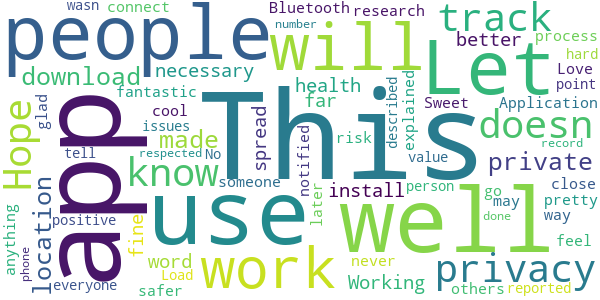 wasn connect Bluetooth research number track process
people will Let better hard
download necessary Love
fantastic health described explained point
Hope glad app cool This far Sweet Application
issues made spread risk doesn
tell No notified record
anything respected know someone value private
location use install person go close
positive later well may pretty
fine way
phone word work never Working privacy feel
everyone Load others done
safer reported